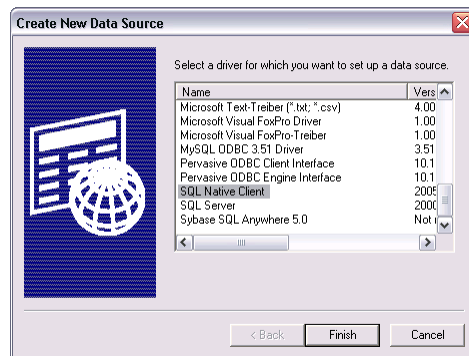 Create New Data Source
Select a driver for which you want to set up a data source.
Name Vers
Microsoft Text-Treiber (*.txt; *.csv) 4.00
Microsoft Visual FoxPro Driver 1.00
Microsoft Visual FoxPro-Treiber 1.00
MySQL ODBC 3.51 Driver 3.51
Pervasive ODBC Client Interface 10.1
Pervasive ODBC Engine Interface 10.1
SQL Native Client 2005
SQL Server 2000
Sybase SQL Anywhere 5.0 Not
< Back Finish Cancel